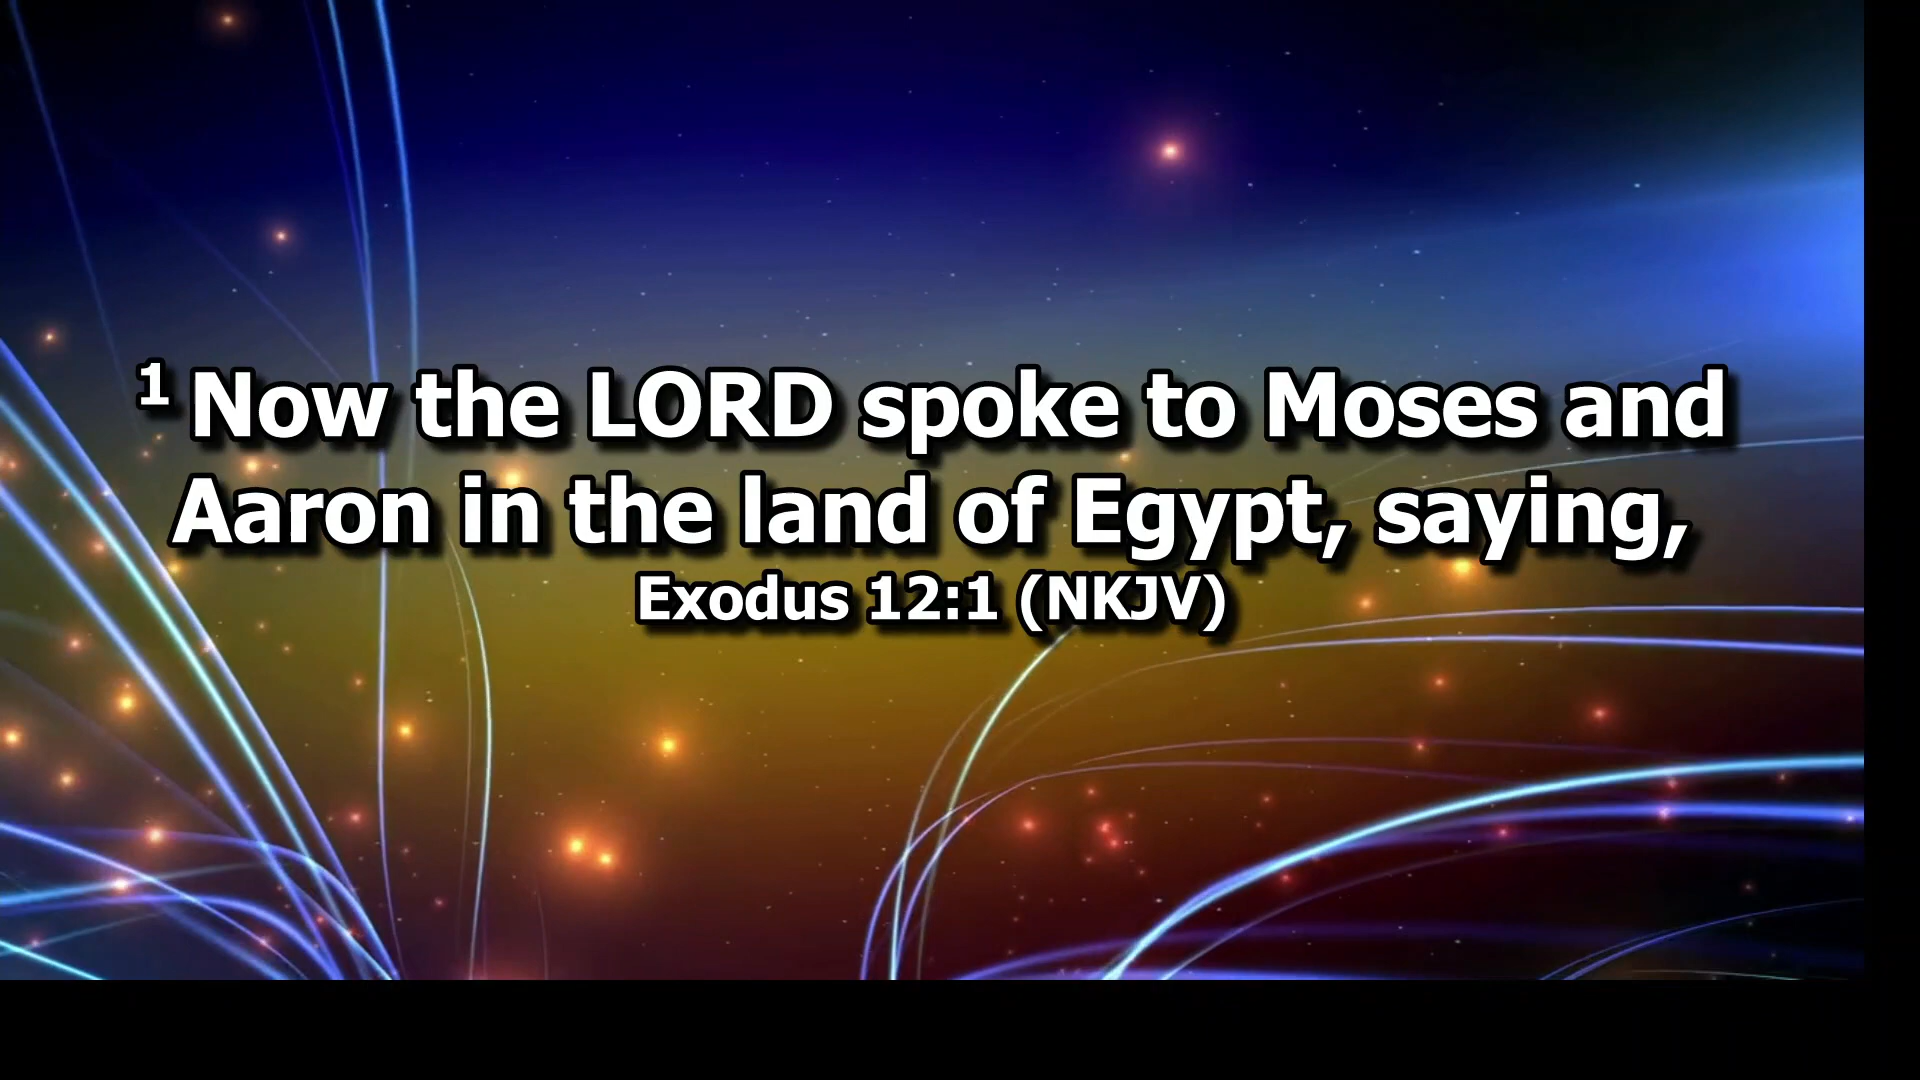 1 Now the LORD spoke to Moses and
Aaron in the land of Egypt, saying,
Exodus 12:1 (NKJV)